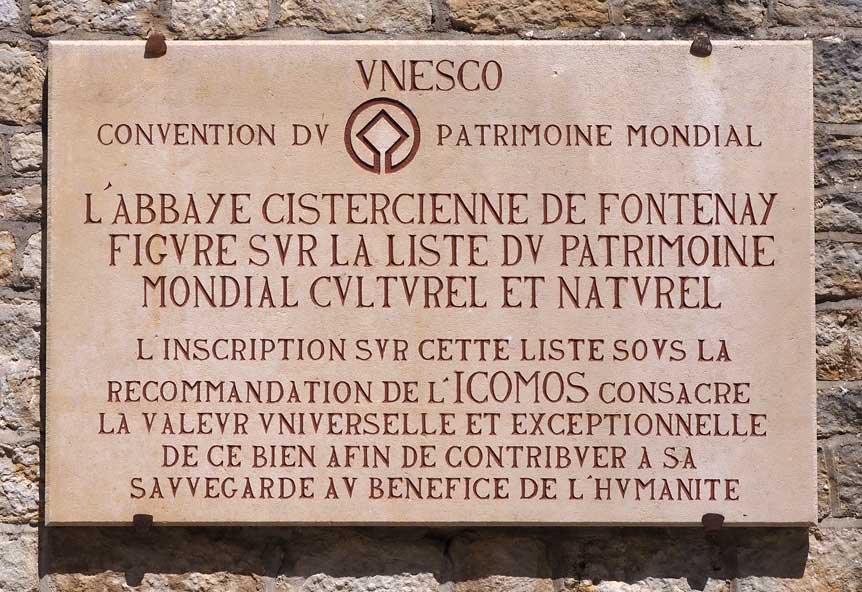 VNESCO
CONVENTION DV PATRIMOINE MONDIAL
L'ABBAYE CISTERCIENNE DE FONTENAY
FIGVRE SVR LA LISTE DV PATRIMOINE
MONDIAL CVLTVREL ET NATVREL
L'INSCRIPTION SVR CETTE LISTE SOVS LA
RECOMMANDATION DE L'ICOMOS CONSACRE
LA VALEVR VNIVERSELLE ET EXCEPTIONNELLE
DE CE BIEN AFIN DE CONTRIBVER A SA
SAVVEGARDE AV BENEFICE DE L'HVMANITE